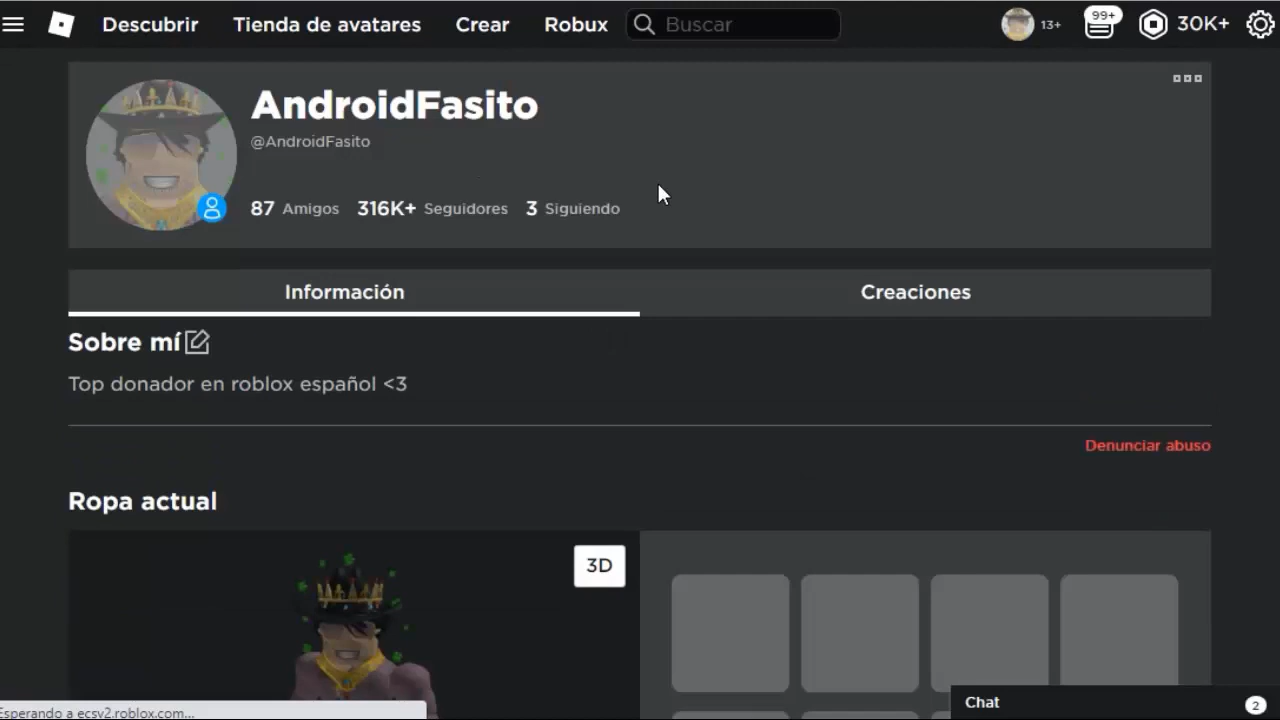 Descubrir Tienda de avatares Crear Robux Buscar 13+ 99+ 30K+
AndroidFasito
@AndroidFasito
87 Amigos 316K+ Seguidores 3 Siguiendo
Información Creaciones
Sobre mí
Top donador en roblox español <3
Denunciar abuso
Ropa actual
3D
Chat 2
Esperando a ecsv2.roblox.com...